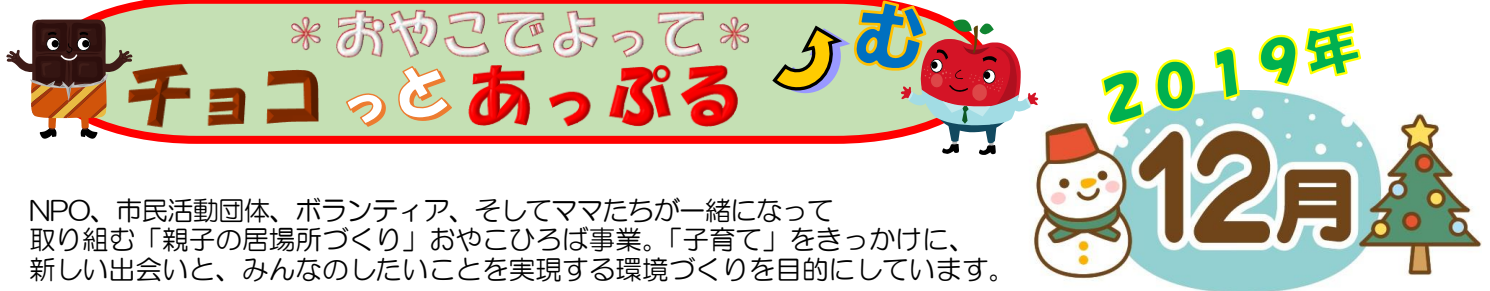 ＊おやこでよって＊
チョコっとあっぷる⤴む
2019年
12月
NPO、市民活動団体、ボランティア、そしてママたちが一緒になって
取り組む「親子の居場所づくり」おやこひろば事業。「子育て」をきっかけに、
新しい出会いと、みんなのしたいことを実現する環境づくりを目的にしています。